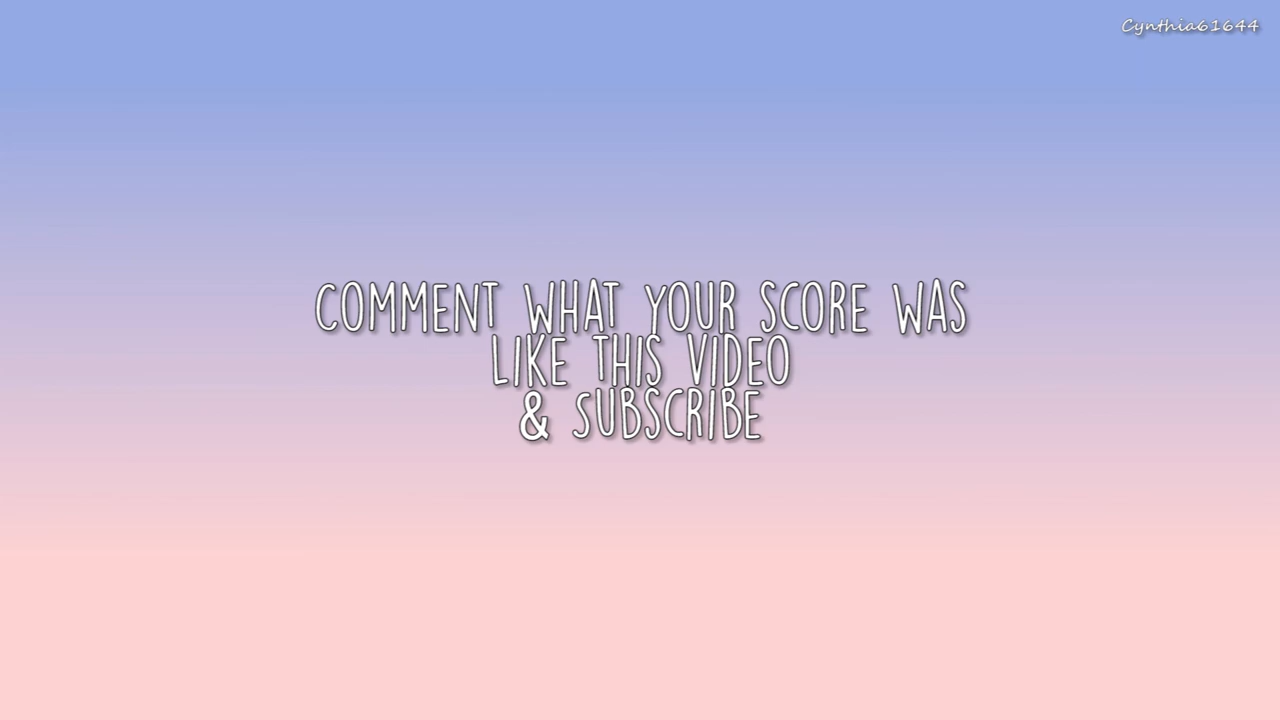 Cynthia61644
COMMENT WHAT YOUR SCORE WAS
LIKE THIS VIDEO
& SUBSCRIBE